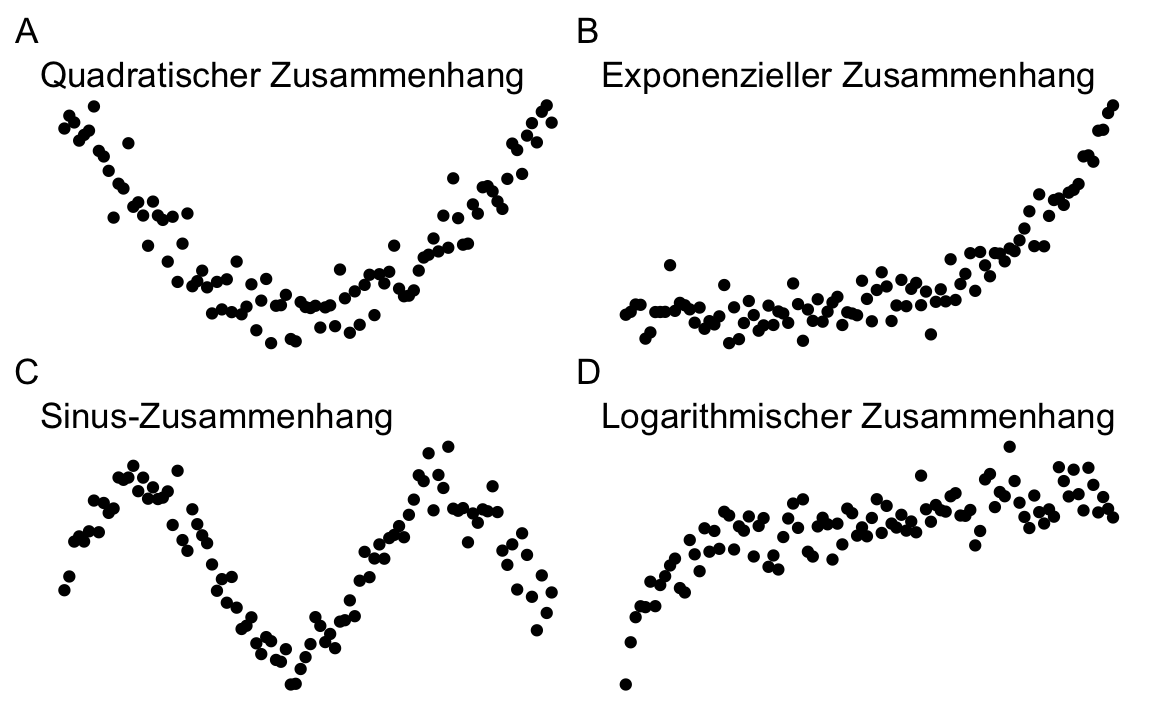 A
Quadratischer Zusammenhang
B
Exponenzieller Zusammenhang
C
Sinus-Zusammenhang
D
Logarithmischer Zusammenhang